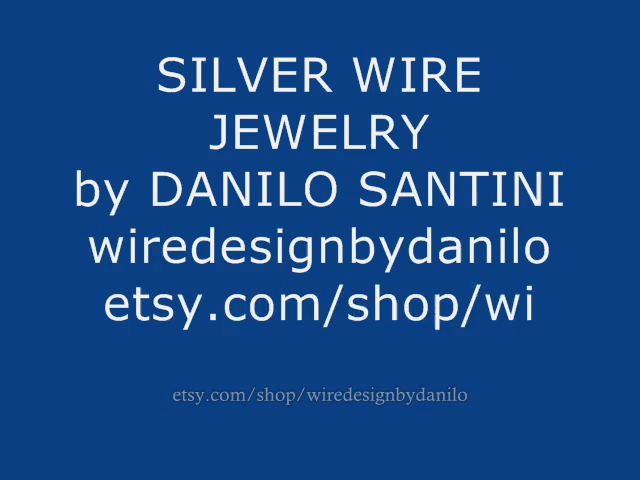 SILVER WIRE
JEWELRY
by DANILO SANTINI
wiredesignbydanilo
etsy.com/shop/wi
etsy.com/shop/wiredesignbydanilo